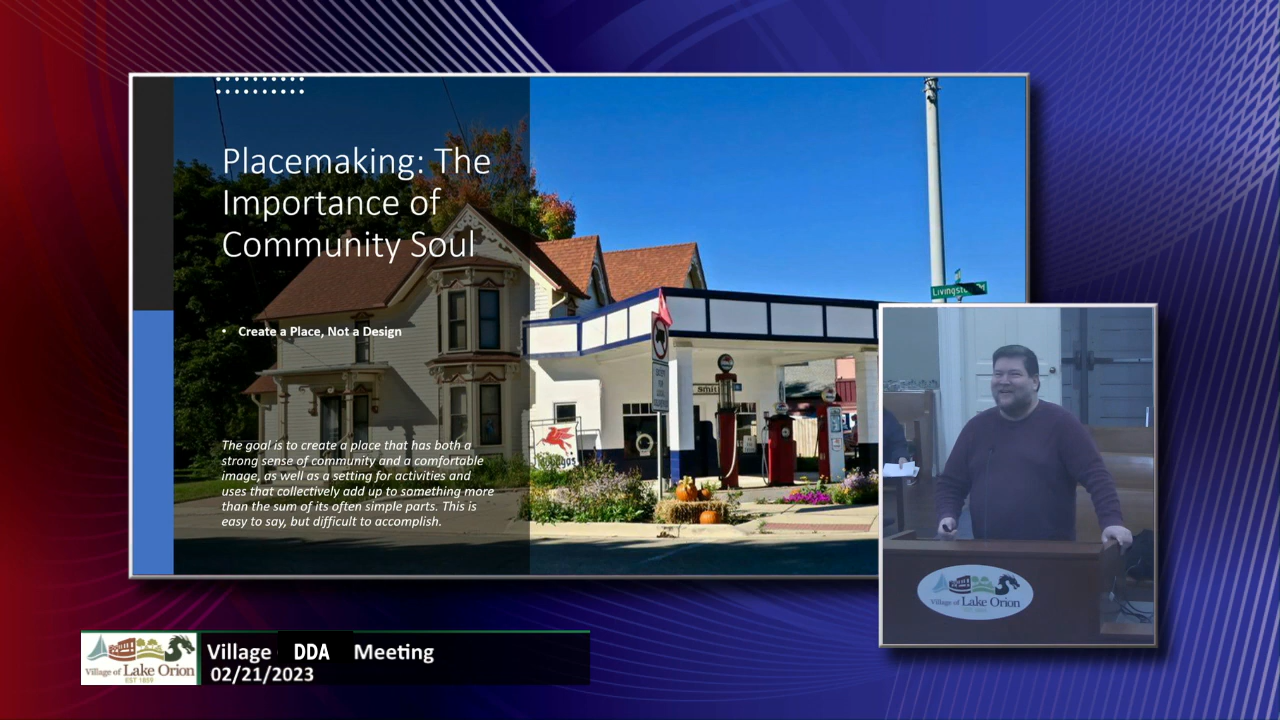 Placemaking: The
Importance of
Community Soul
• Create a Place, Not a Design
The goal is to create a place that has both a
strong sense of community and a comfortable
image, as well as a setting for activities and
uses that collectively add up to something more
than the sum of its often simple parts. This is
easy to say, but difficult to accomplish.
Village of Lake Orion
EST 1859
Village of Lake Orion
EST 1859
Village DDA Meeting
02/21/2023